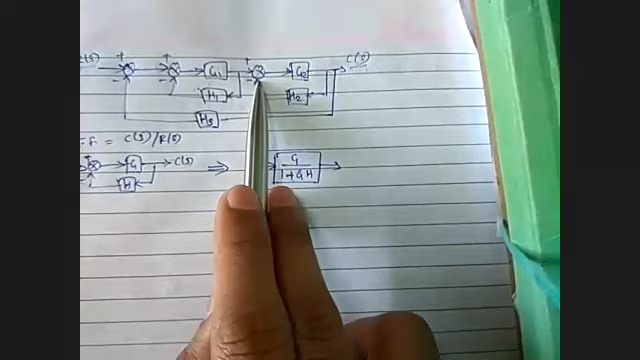 R(S) + + G1 + G2 C(S)
- - H1 - H2
H3
F = C(S)/R(S)
+ G C(S) ⇒ G / 1+GH
- H